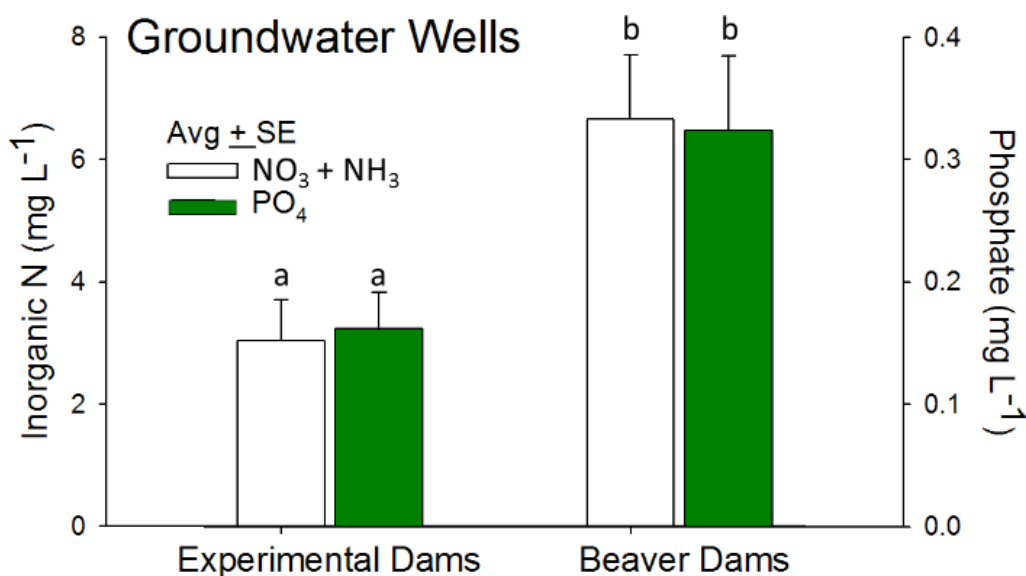 Groundwater Wells
Avg ± SE
NO₃ + NH₃
PO₄
Inorganic N (mg L⁻¹)
8
6
4
2
0
a
a
b
b
0.4
0.3
0.2
0.1
0.0
Phosphate (mg L⁻¹)
Experimental Dams
Beaver Dams